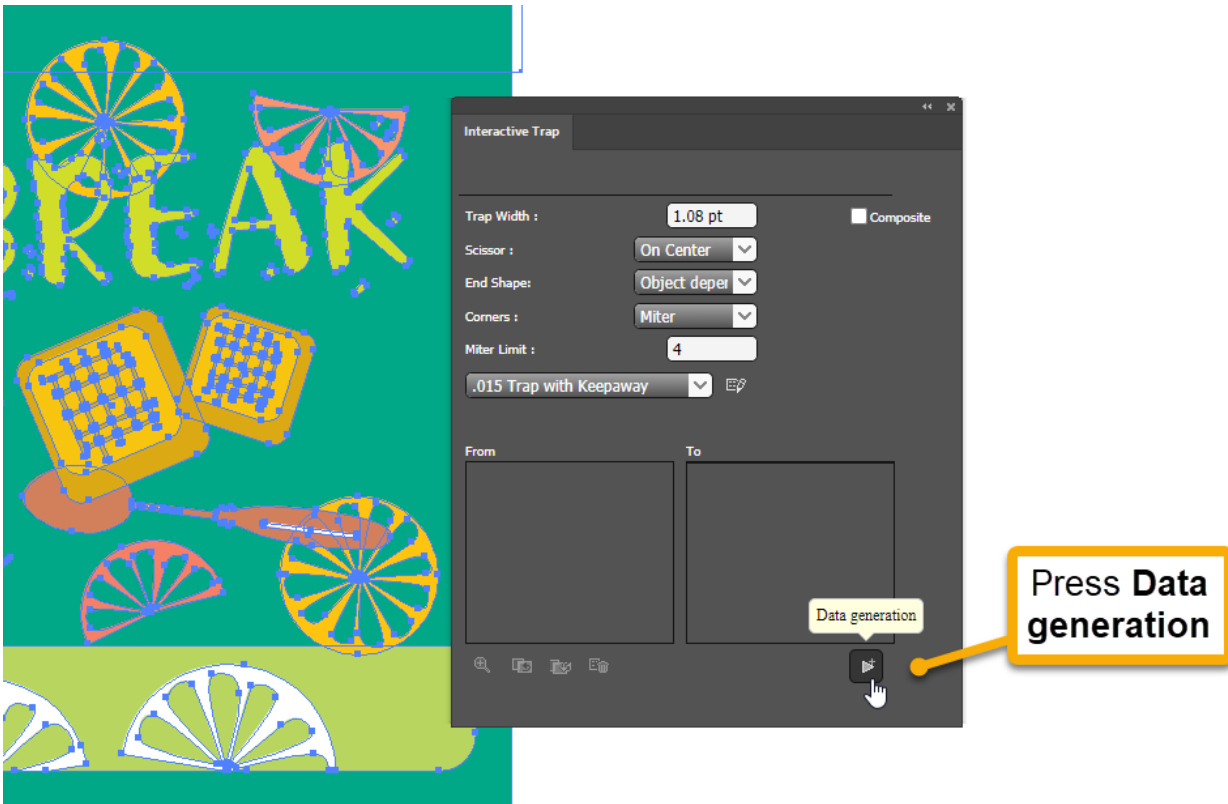 BREAK
Interactive Trap
Trap Width : 1.08 pt Composite
Scissor : On Center
End Shape: Object deper
Corners : Miter
Miter Limit : 4
.015 Trap with Keepaway
From To
Data generation
Press Data
generation